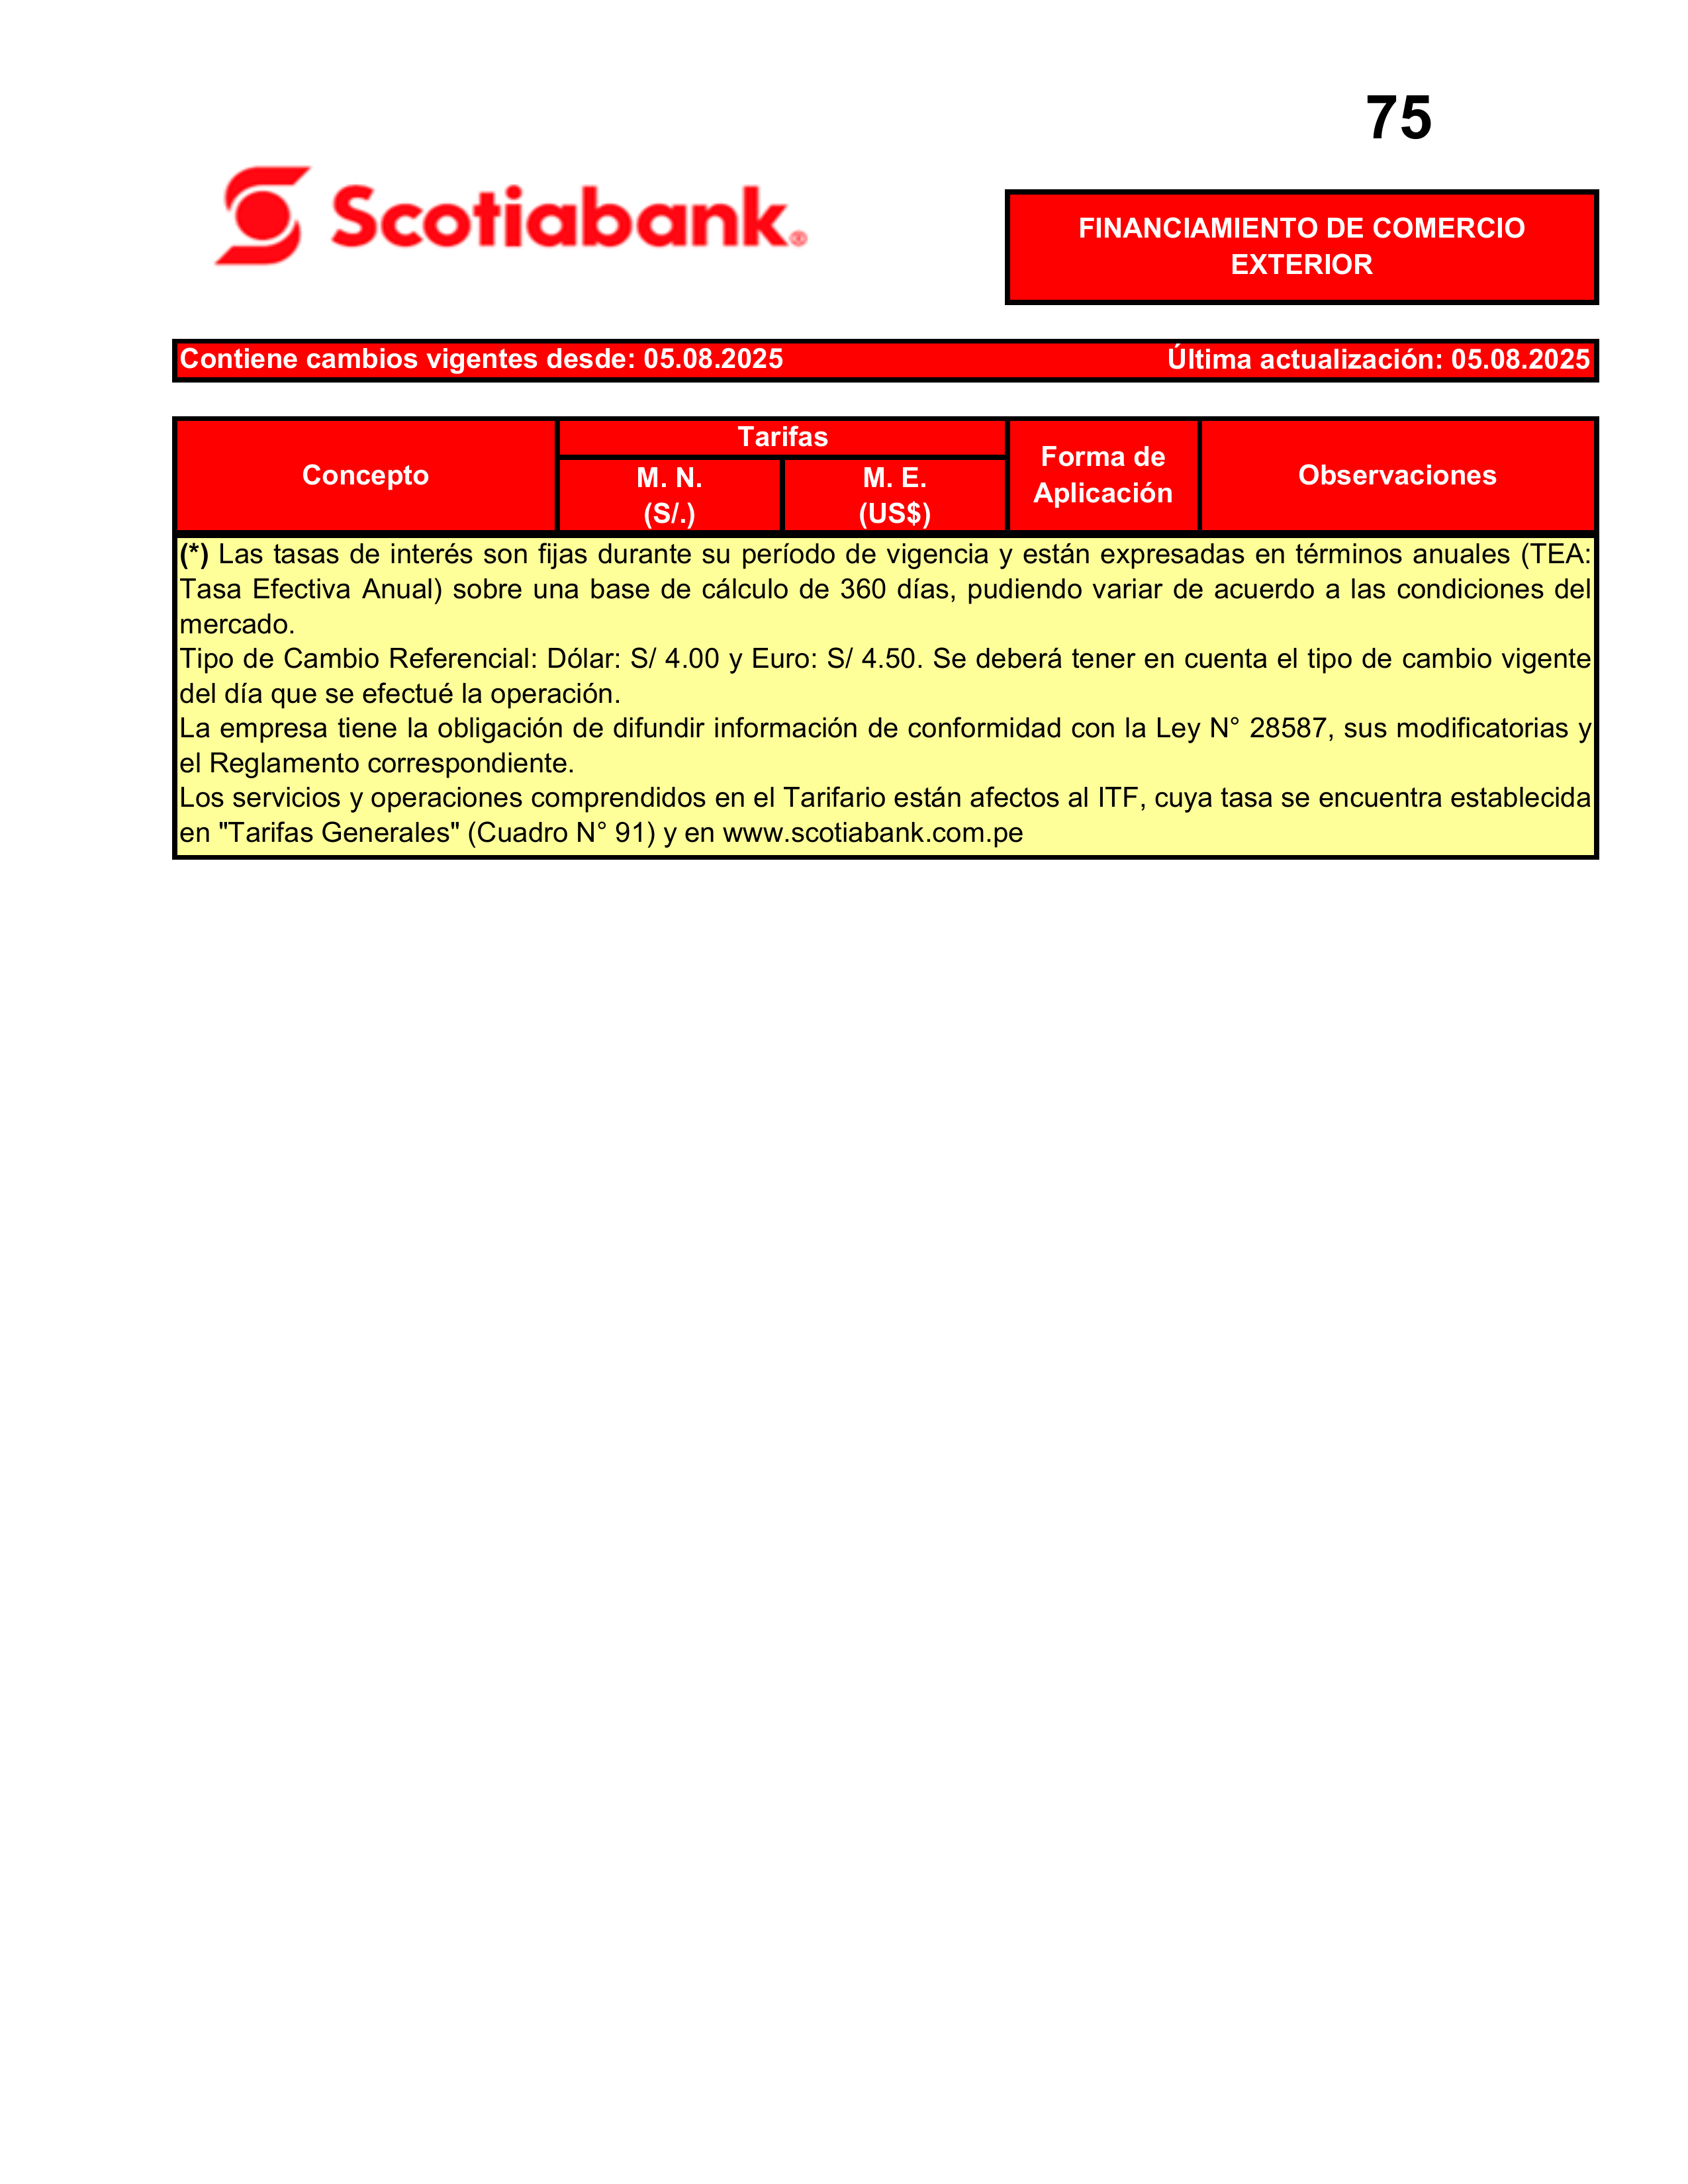 75
Scotiabank®
FINANCIAMIENTO DE COMERCIO
EXTERIOR
Contiene cambios vigentes desde: 05.08.2025 Última actualización: 05.08.2025
Concepto
Tarifas
M. N.
(S/.)
M. E.
(US$)
Forma de
Aplicación
Observaciones
(*) Las tasas de interés son fijas durante su período de vigencia y están expresadas en términos anuales (TEA:
Tasa Efectiva Anual) sobre una base de cálculo de 360 días, pudiendo variar de acuerdo a las condiciones del
mercado.
Tipo de Cambio Referencial: Dólar: S/ 4.00 y Euro: S/ 4.50. Se deberá tener en cuenta el tipo de cambio vigente
del día que se efectué la operación.
La empresa tiene la obligación de difundir información de conformidad con la Ley N° 28587, sus modificatorias y
el Reglamento correspondiente.
Los servicios y operaciones comprendidos en el Tarifario están afectos al ITF, cuya tasa se encuentra establecida
en "Tarifas Generales" (Cuadro N° 91) y en www.scotiabank.com.pe